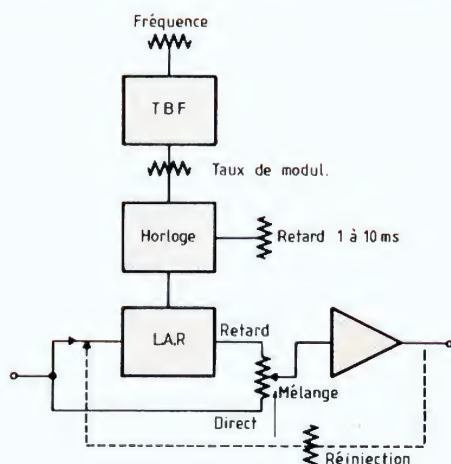 Fréquence
TBF
Taux de modul.
Horloge
Retard 1 à 10 ms
L.A.R
Retard
Mélange
Direct
Réinjection